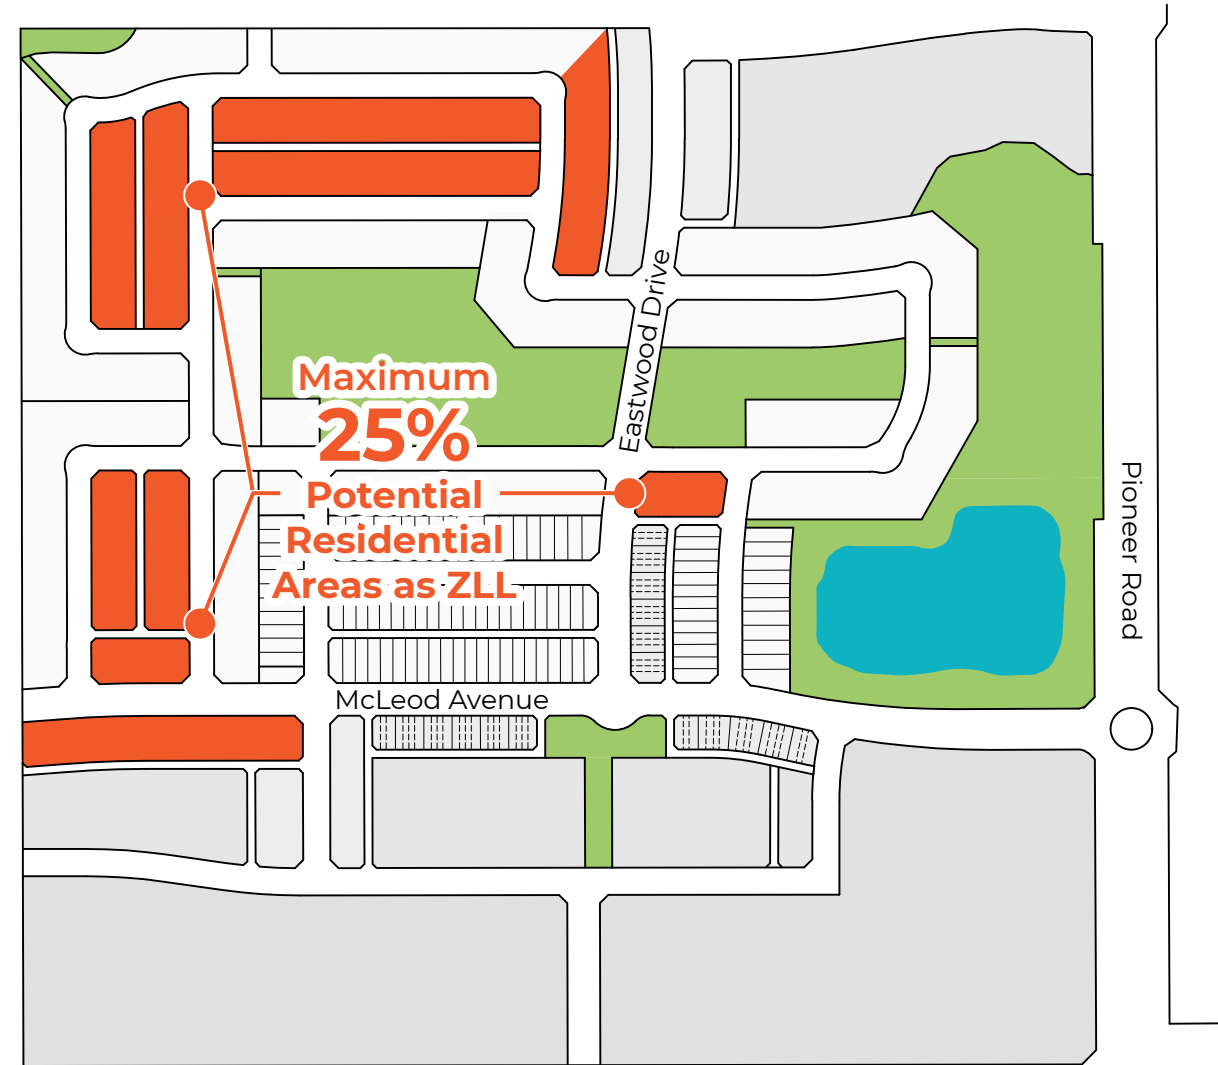 Eastwood Drive
Maximum
25%
Potential
Residential
Areas as ZLL
Pioneer Road
McLeod Avenue